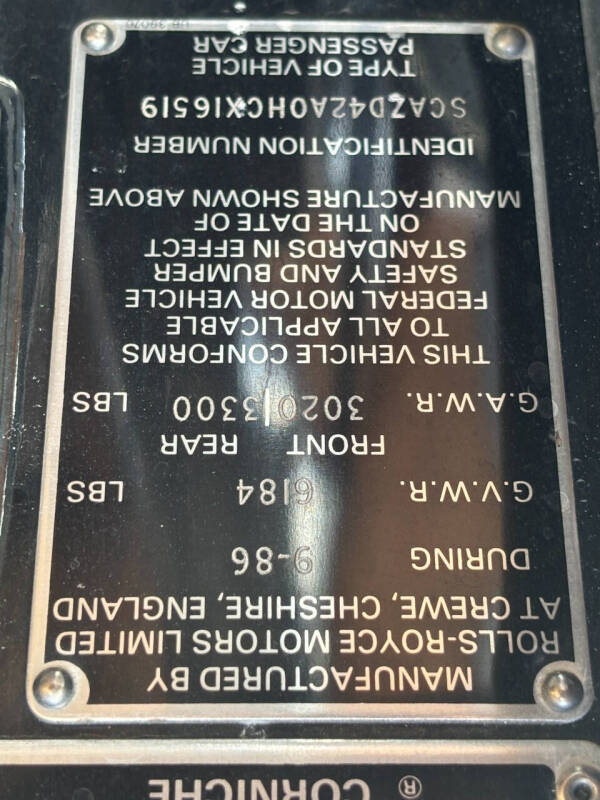 ® CORNICHE
MANUFACTURED BY
ROLLS-ROYCE MOTORS LIMITED
AT CREWE, CHESHIRE, ENGLAND
DURING 9-86
G.V.W.R. 6184 LBS
FRONT REAR
G.A.W.R. 3020|3300 LBS
THIS VEHICLE CONFORMS
TO ALL APPLICABLE
FEDERAL MOTOR VEHICLE
SAFETY AND BUMPER
STANDARDS IN EFFECT
ON THE DATE OF
MANUFACTURE SHOWN ABOVE
IDENTIFICATION NUMBER
SCAZD42A0HCX16519
TYPE OF VEHICLE
PASSENGER CAR
UB 39070